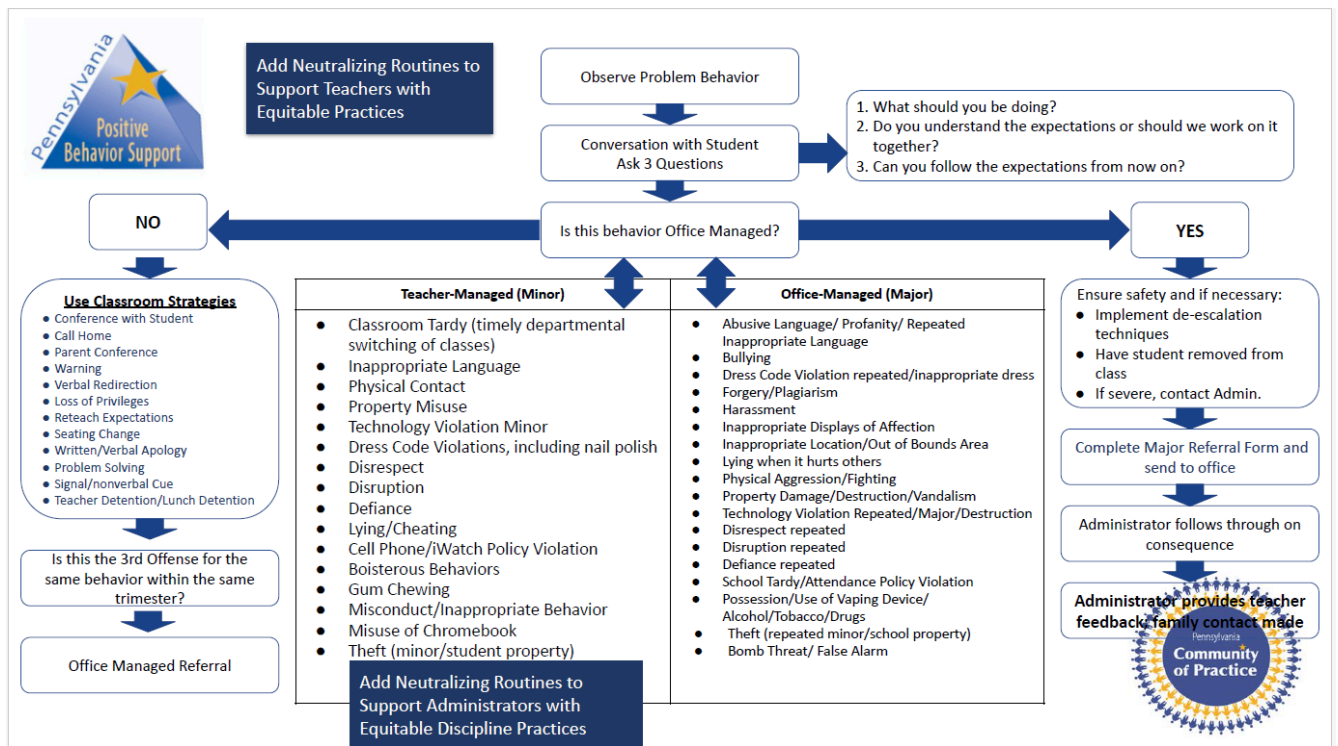 Pennsylvania
Positive
Behavior Support
Add Neutralizing Routines to
Support Teachers with
Equitable Practices
Observe Problem Behavior
Conversation with Student
Ask 3 Questions
1. What should you be doing?
2. Do you understand the expectations or should we work on it
together?
3. Can you follow the expectations from now on?
NO
Is this behavior Office Managed?
YES
Use Classroom Strategies
● Conference with Student
● Call Home
● Parent Conference
● Warning
● Verbal Redirection
● Loss of Privileges
● Reteach Expectations
● Seating Change
● Written/Verbal Apology
● Problem Solving
● Signal/nonverbal Cue
● Teacher Detention/Lunch Detention
Is this the 3rd Offense for the
same behavior within the same
trimester?
Office Managed Referral
Teacher-Managed (Minor)
● Classroom Tardy (timely departmental
switching of classes)
● Inappropriate Language
● Physical Contact
● Property Misuse
● Technology Violation Minor
● Dress Code Violations, including nail polish
● Disrespect
● Disruption
● Defiance
● Lying/Cheating
● Cell Phone/iWatch Policy Violation
● Boisterous Behaviors
● Gum Chewing
● Misconduct/Inappropriate Behavior
● Misuse of Chromebook
● Theft (minor/student property)
Add Neutralizing Routines to
Support Administrators with
Equitable Discipline Practices
Office-Managed (Major)
● Abusive Language/ Profanity/ Repeated
Inappropriate Language
● Bullying
● Dress Code Violation repeated/inappropriate dress
● Forgery/Plagiarism
● Harassment
● Inappropriate Displays of Affection
● Inappropriate Location/Out of Bounds Area
● Lying when it hurts others
● Physical Aggression/Fighting
● Property Damage/Destruction/Vandalism
● Technology Violation Repeated/Major/Destruction
● Disrespect repeated
● Disruption repeated
● Defiance repeated
● School Tardy/Attendance Policy Violation
● Possession/Use of Vaping Device/
Alcohol/Tobacco/Drugs
● Theft (repeated minor/school property)
● Bomb Threat/ False Alarm
Ensure safety and if necessary:
● Implement de-escalation
techniques
● Have student removed from
class
● If severe, contact Admin.
Complete Major Referral Form and
send to office
Administrator follows through on
consequence
Administrator provides teacher
feedback; family contact made
Pennsylvania
Community
of Practice